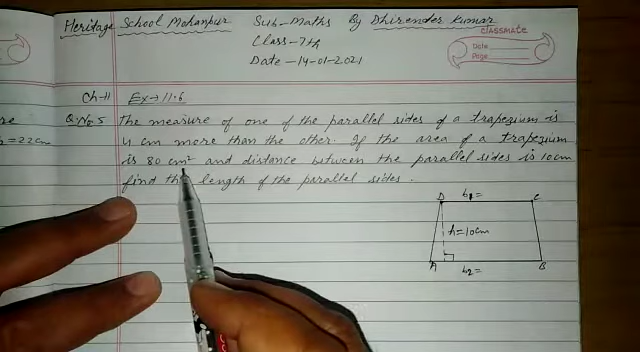 Heritage School Mohanpur Sub-Maths By Dhirender Kumar
Class-7th
Date-14-01-2021
CLASSMATE
Date
Page
Ch-11 Ex→11.6
Q.No5 The measure of one of the parallel sides of a trapezium is
=22cm 4 cm more than the other. If the area of a trapezium
is 80 cm² and distance between the parallel sides is 10cm
find the length of the parallel sides.
D b₁= C
h=10cm
A b₂= B